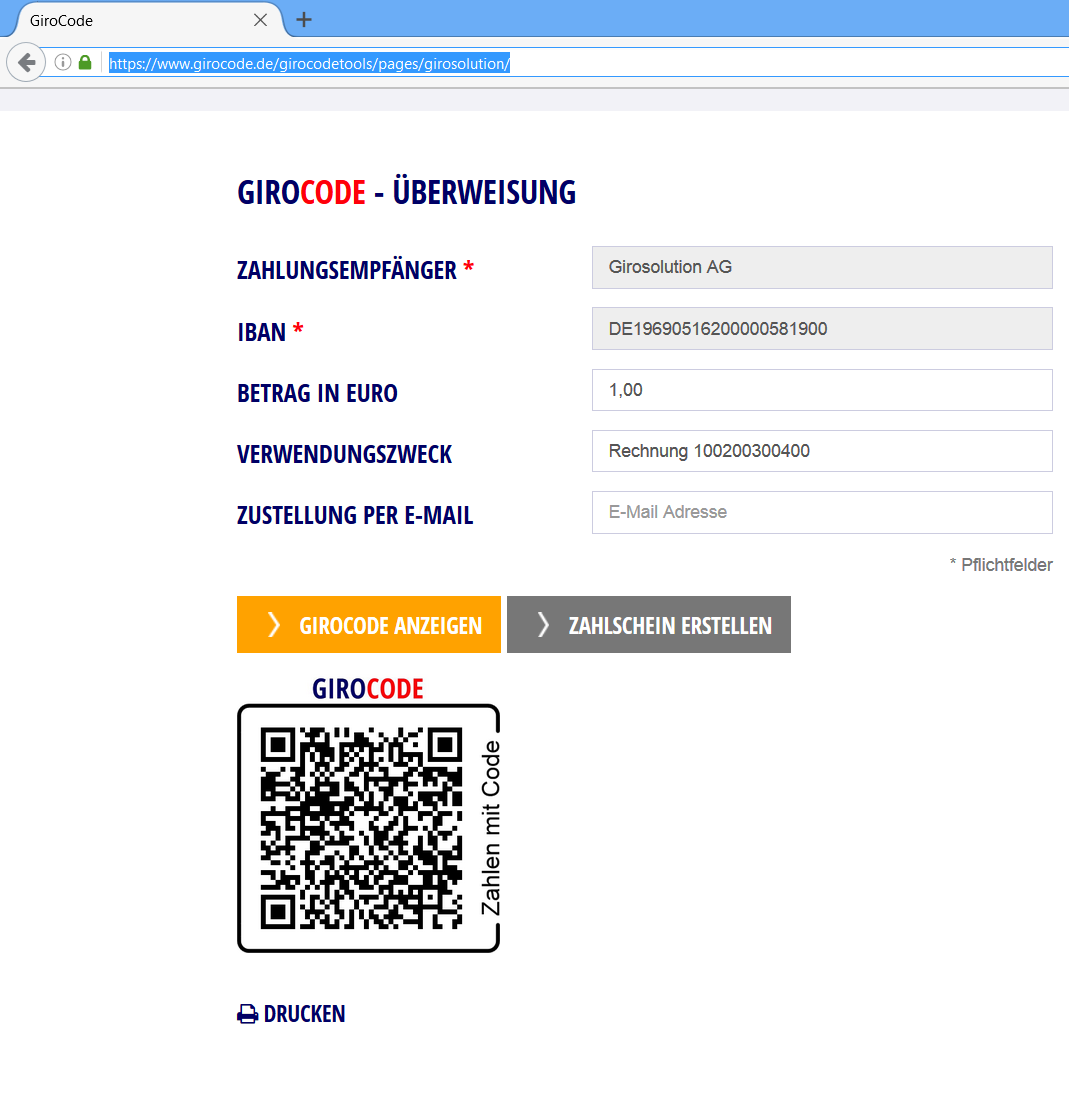 GiroCode
https://www.girocode.de/girocodetools/pages/girosolution/
GIROCODE - ÜBERWEISUNG
ZAHLUNGSEMPFÄNGER * Girosolution AG
IBAN * DE19690516200000581900
BETRAG IN EURO 1,00
VERWENDUNGSZWECK Rechnung 100200300400
ZUSTELLUNG PER E-MAIL E-Mail Adresse
* Pflichtfelder
GIROCODE ANZEIGEN ZAHLSCHEIN ERSTELLEN
GIROCODE
Zahlen mit Code
DRUCKEN